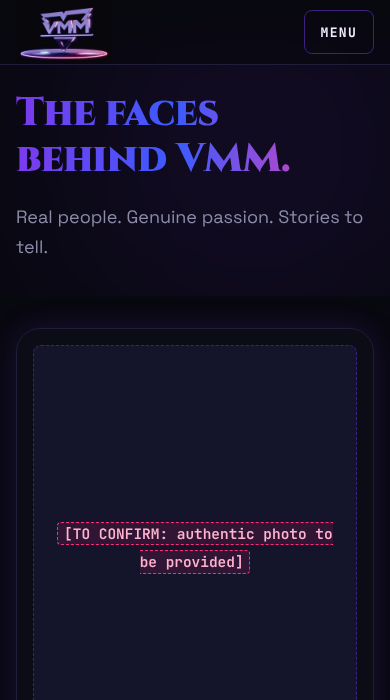 VMM
MENU
The faces
behind VMM.
Real people. Genuine passion. Stories to
tell.
[TO CONFIRM: authentic photo to
be provided]